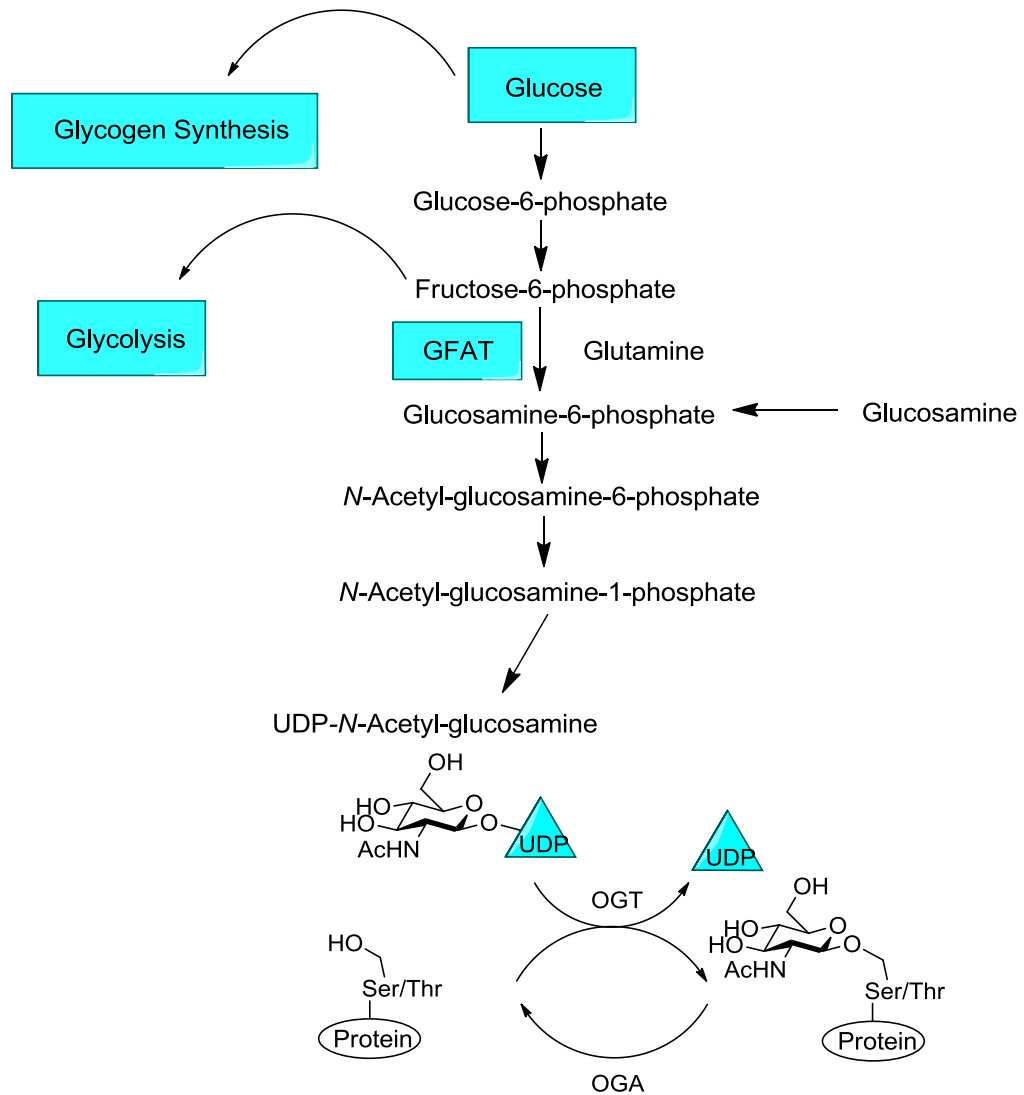 Glucose
Glycogen Synthesis
Glucose-6-phosphate
Fructose-6-phosphate
Glycolysis
GFAT
Glutamine
Glucosamine-6-phosphate
Glucosamine
N-Acetyl-glucosamine-6-phosphate
N-Acetyl-glucosamine-1-phosphate
UDP-N-Acetyl-glucosamine
OH
HO
O
HO
O
UDP
AcHN
UDP
OGT
OH
HO
O
HO
O
AcHN
HO
Ser/Thr
Protein
Ser/Thr
Protein
OGA